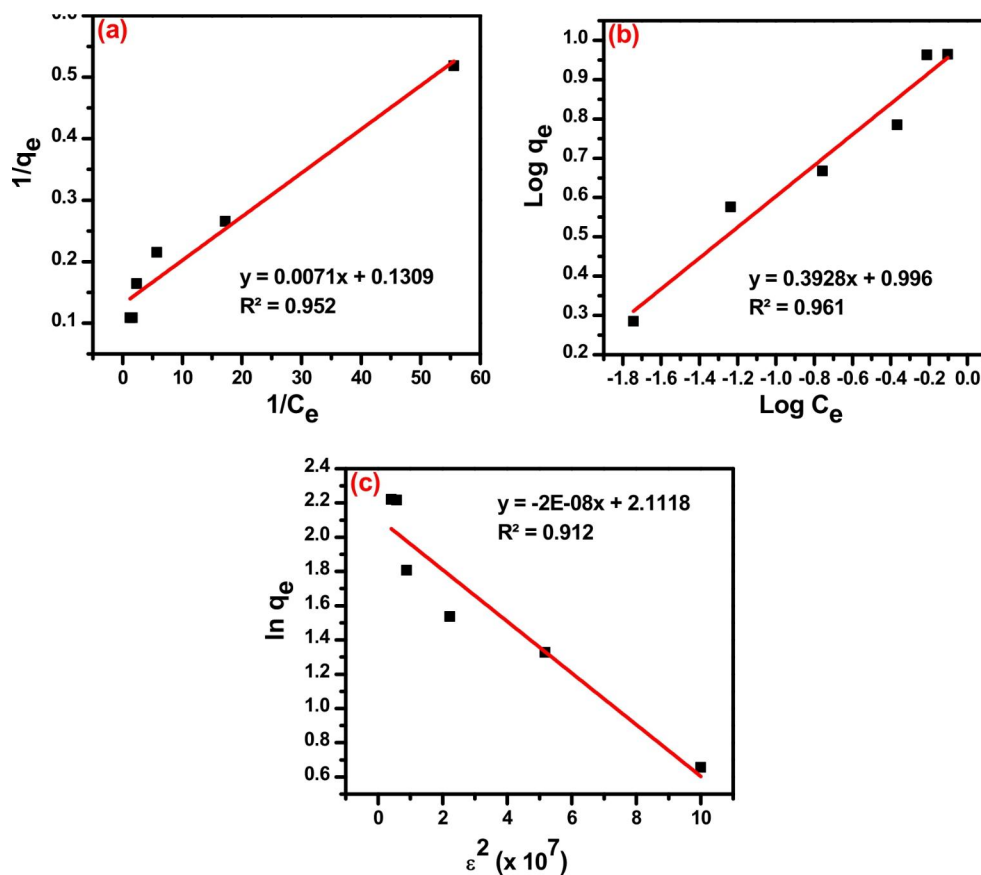 (a)
0.6
0.5
0.4
0.3
0.2
0.1
1/qe
y = 0.0071x + 0.1309
R² = 0.952
0 10 20 30 40 50 60
1/Ce
(b)
1.0
0.9
0.8
0.7
0.6
0.5
0.4
0.3
0.2
Log qe
y = 0.3928x + 0.996
R² = 0.961
-1.8 -1.6 -1.4 -1.2 -1.0 -0.8 -0.6 -0.4 -0.2 0.0
Log Ce
(c)
2.4
2.2
2.0
1.8
1.6
1.4
1.2
1.0
0.8
0.6
ln qe
y = -2E-08x + 2.1118
R² = 0.912
0 2 4 6 8 10
ε² (x 10⁷)